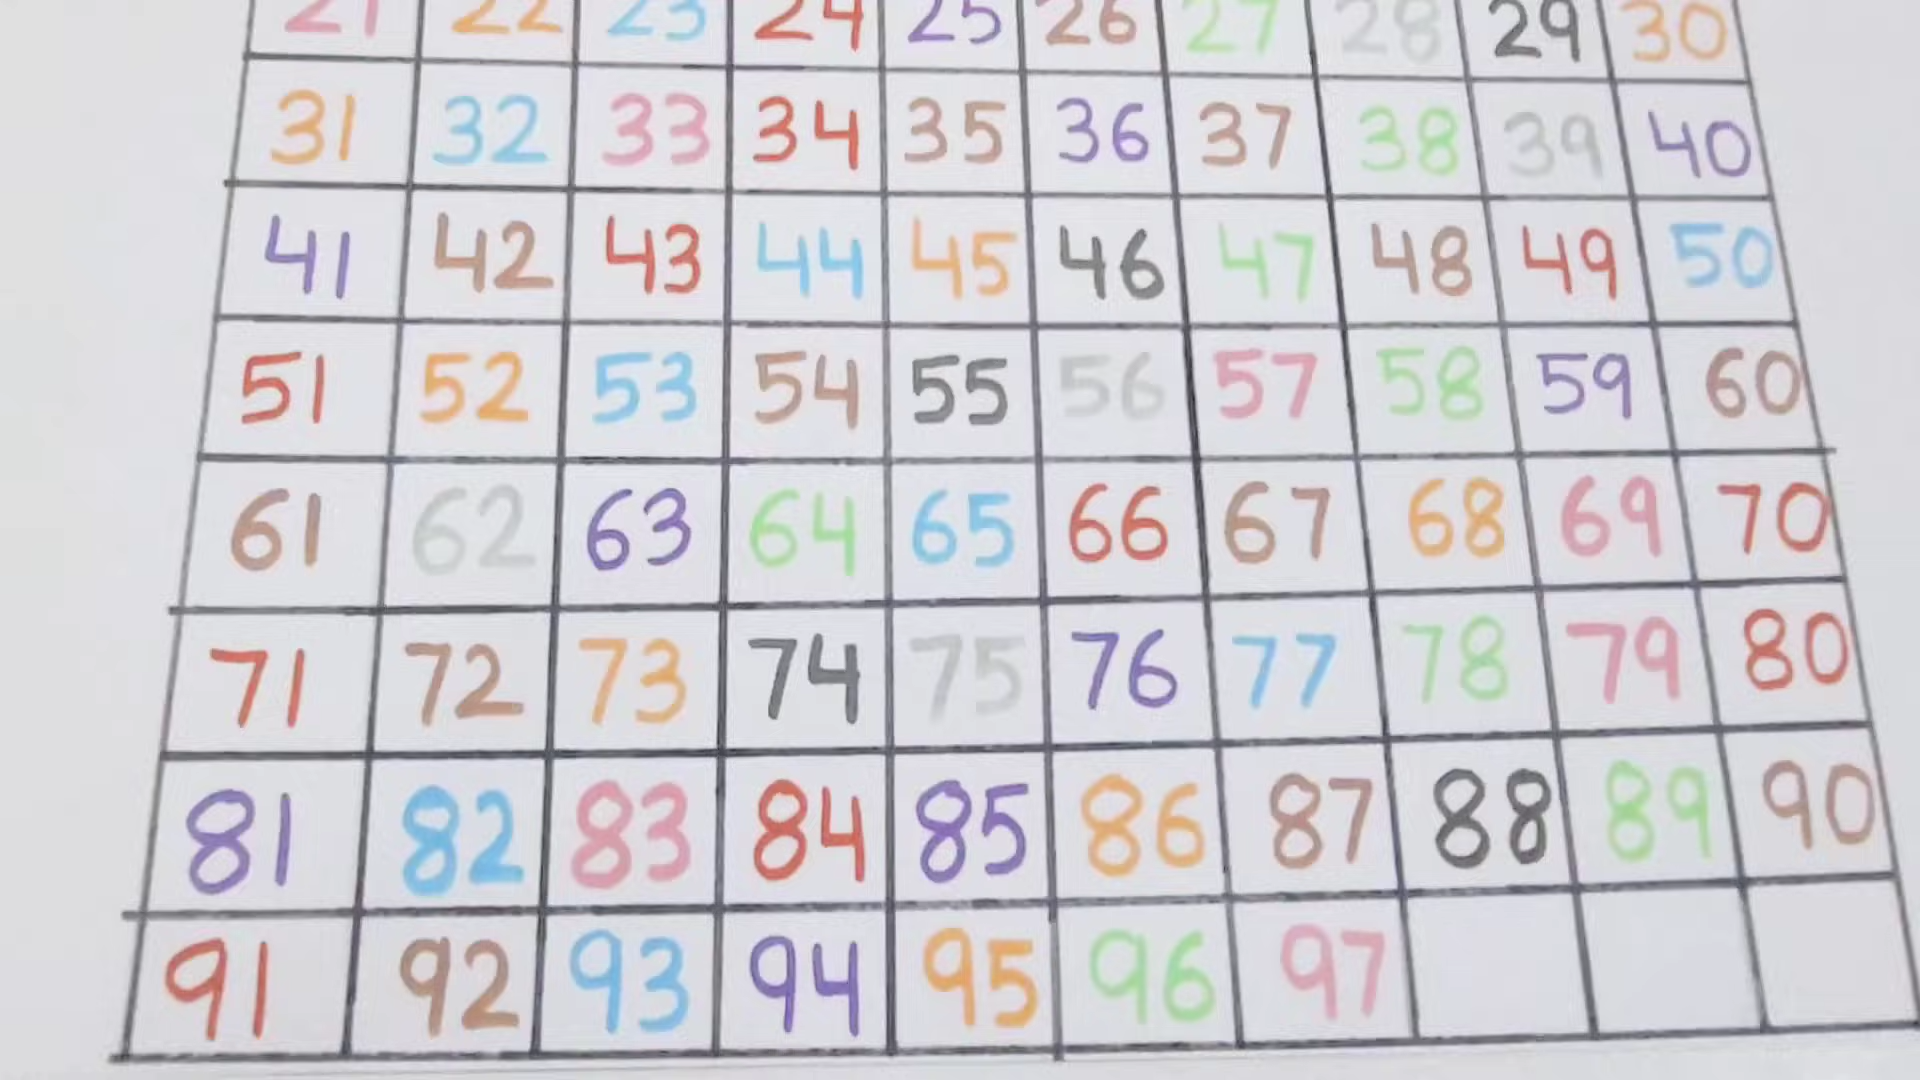 21 22 23 24 25 26 27 28 29 30
31 32 33 34 35 36 37 38 39 40
41 42 43 44 45 46 47 48 49 50
51 52 53 54 55 56 57 58 59 60
61 62 63 64 65 66 67 68 69 70
71 72 73 74 75 76 77 78 79 80
81 82 83 84 85 86 87 88 89 90
91 92 93 94 95 96 97